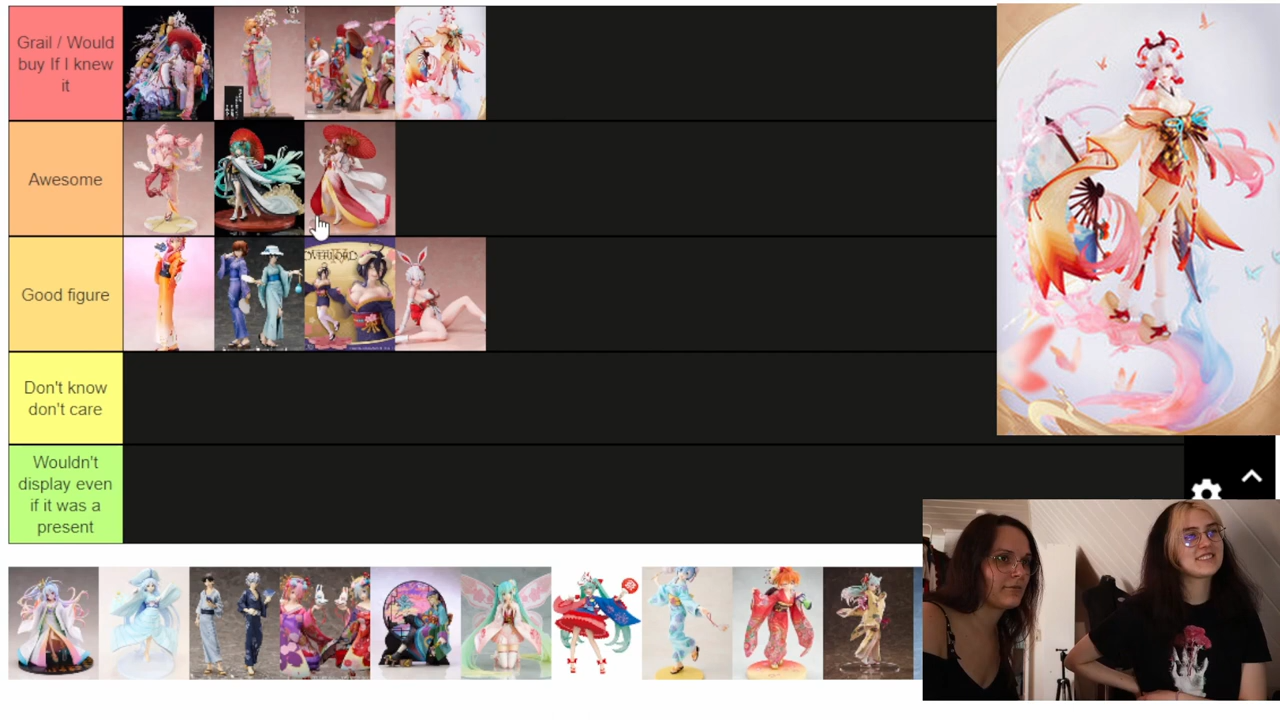 Grail / Would
buy If I knew
it
Awesome
Good figure
OVERLORD
Don't know
don't care
Wouldn't
display even
if it was a
present